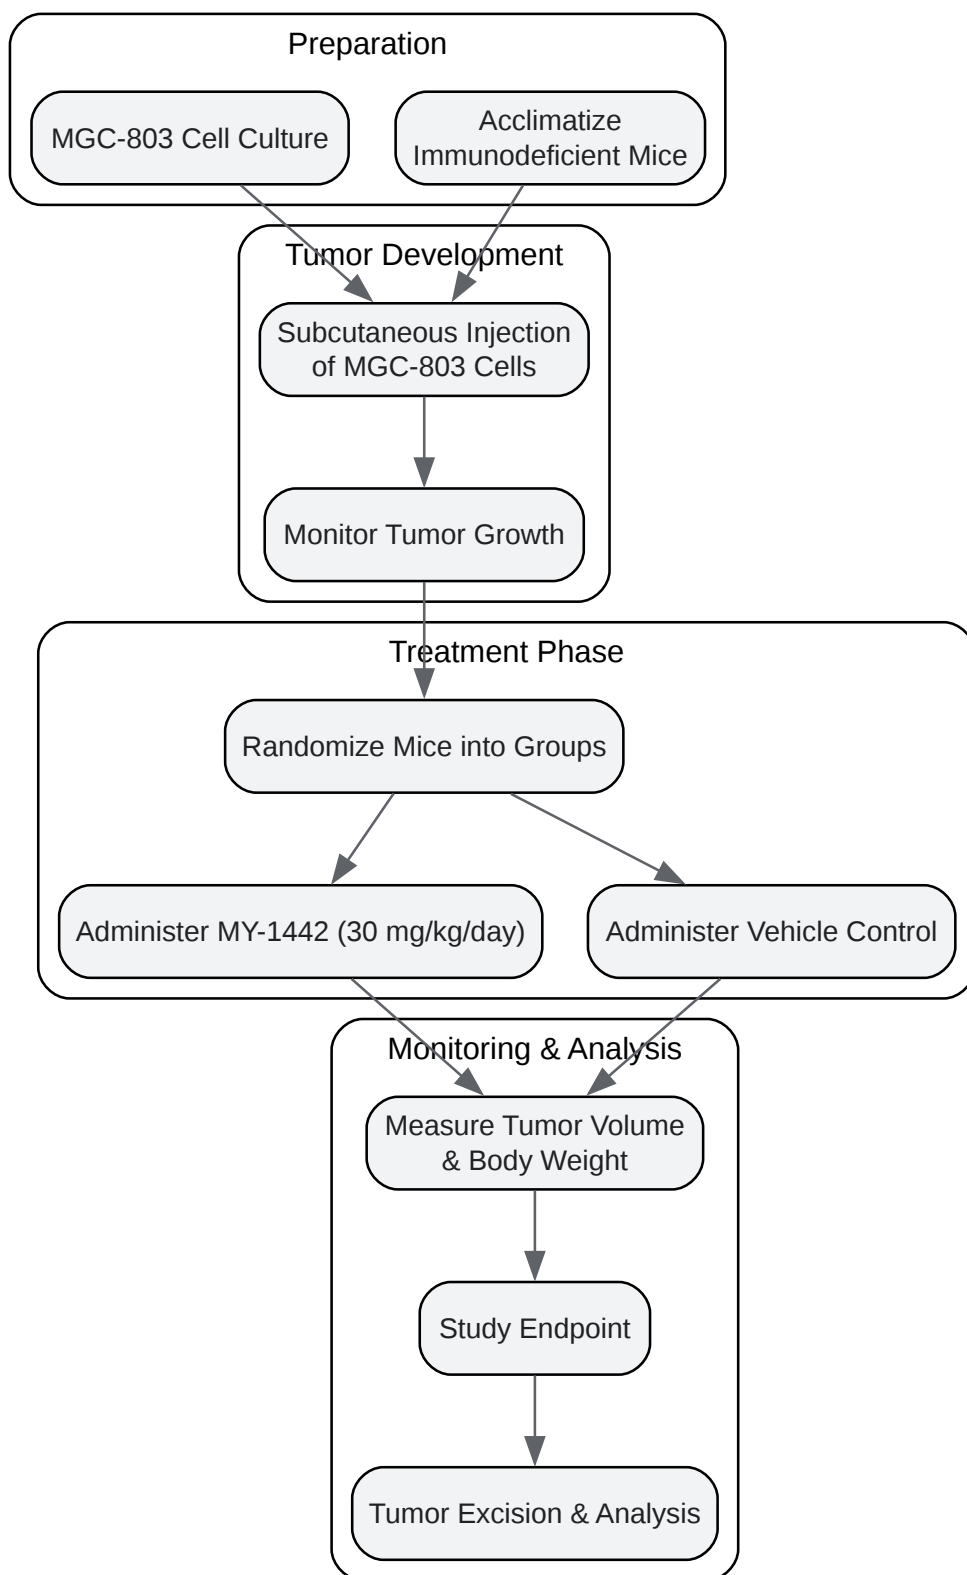 Preparation
MGC-803 Cell Culture
Acclimatize
Immunodeficient Mice
Tumor Development
Subcutaneous Injection
of MGC-803 Cells
Monitor Tumor Growth
Treatment Phase
Randomize Mice into Groups
Administer MY-1442 (30 mg/kg/day)
Administer Vehicle Control
Monitoring & Analysis
Measure Tumor Volume
& Body Weight
Study Endpoint
Tumor Excision & Analysis